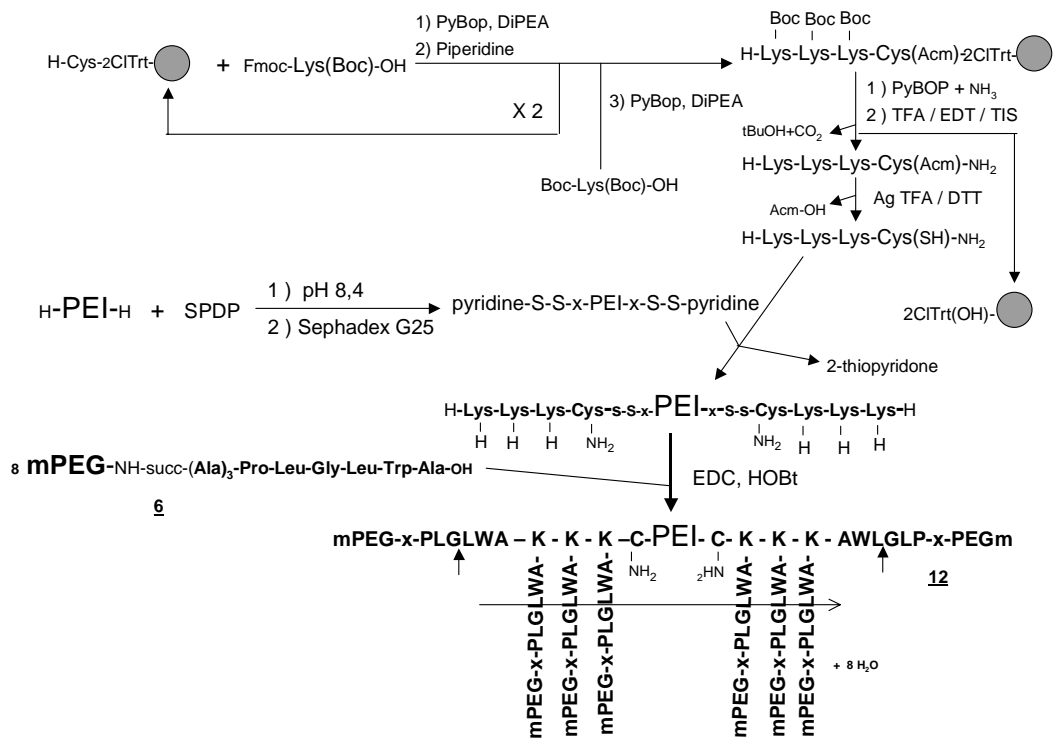 H-Cys-2ClTrt-
+
Fmoc-Lys(Boc)-OH
1) PyBop, DiPEA
2) Piperidine
X 2
3) PyBop, DiPEA
Boc-Lys(Boc)-OH
Boc Boc Boc
H-Lys-Lys-Lys-Cys(Acm)-2ClTrt-
1 ) PyBOP + NH3
2 ) TFA / EDT / TIS
tBuOH+CO2
H-Lys-Lys-Lys-Cys(Acm)-NH2
Ag TFA / DTT
Acm-OH
H-Lys-Lys-Lys-Cys(SH)-NH2
2ClTrt(OH)-
H-PEI-H + SPDP
1 ) pH 8,4
2 ) Sephadex G25
pyridine-S-S-x-PEI-x-S-S-pyridine
2-thiopyridone
H-Lys-Lys-Lys-Cys-s-S-x-PEI-x-S-s-Cys-Lys-Lys-Lys-H
H H H NH2 NH2 H H H
8 mPEG-NH-succ-(Ala)3-Pro-Leu-Gly-Leu-Trp-Ala-OH
6
EDC, HOBt
mPEG-x-PLGLWA – K - K - K –C-PEI- C - K - K - K - AWLGLP-x-PEGm
NH2 2HN
12
mPEG-x-PLGLWA-
mPEG-x-PLGLWA-
mPEG-x-PLGLWA-
mPEG-x-PLGLWA-
mPEG-x-PLGLWA-
mPEG-x-PLGLWA-
+ 8 H2O